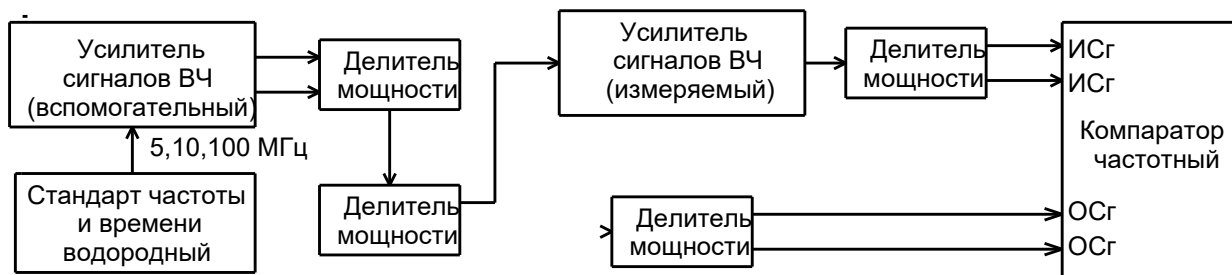 Усилитель
сигналов ВЧ
(вспомогательный)
Делитель
мощности
Усилитель
сигналов ВЧ
(измеряемый)
Делитель
мощности
ИСг
ИСг
Компаратор
частотный
5,10,100 МГц
Стандарт частоты
и времени
водородный
Делитель
мощности
Делитель
мощности
ОСг
ОСг